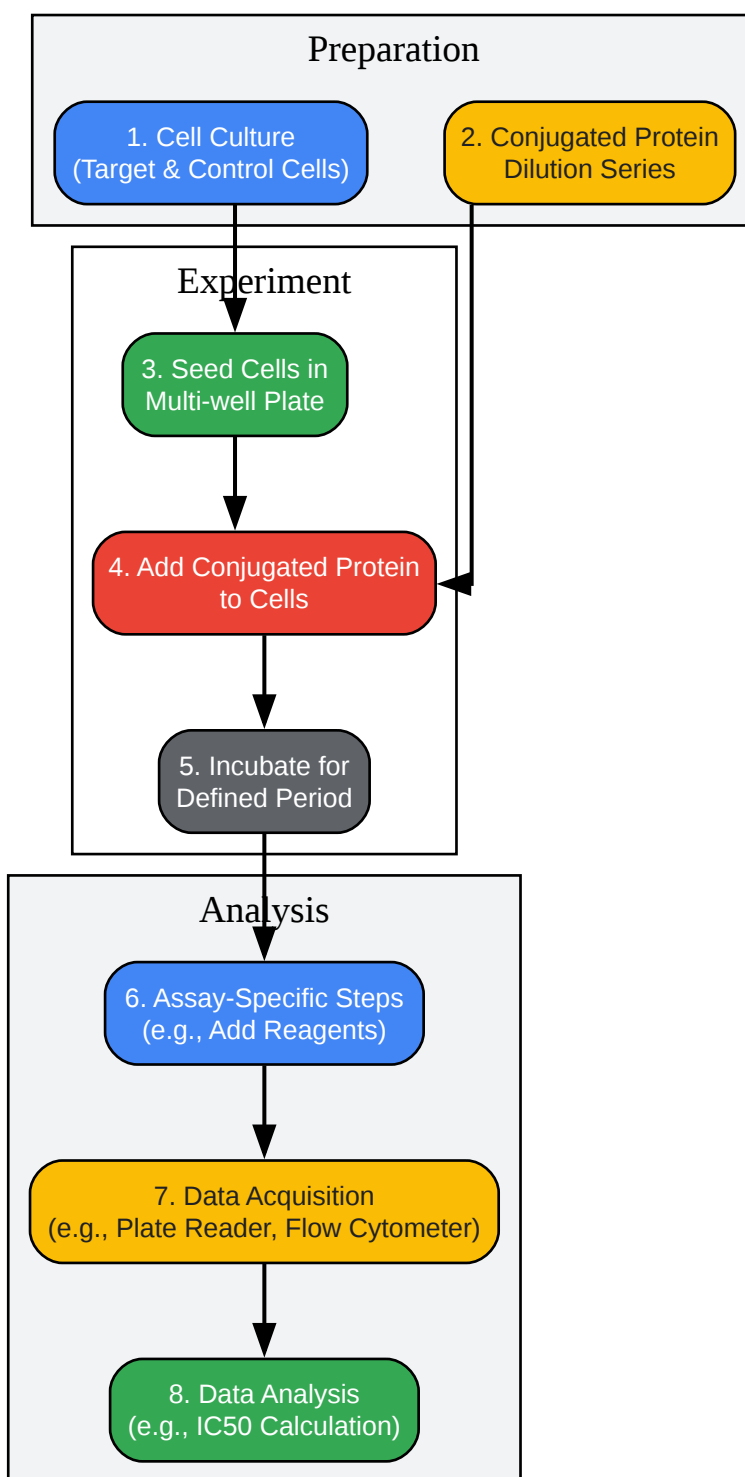 Preparation
1. Cell Culture
(Target & Control Cells)
2. Conjugated Protein
Dilution Series
Experiment
3. Seed Cells in
Multi-well Plate
4. Add Conjugated Protein
to Cells
5. Incubate for
Defined Period
Analysis
6. Assay-Specific Steps
(e.g., Add Reagents)
7. Data Acquisition
(e.g., Plate Reader, Flow Cytometer)
8. Data Analysis
(e.g., IC50 Calculation)